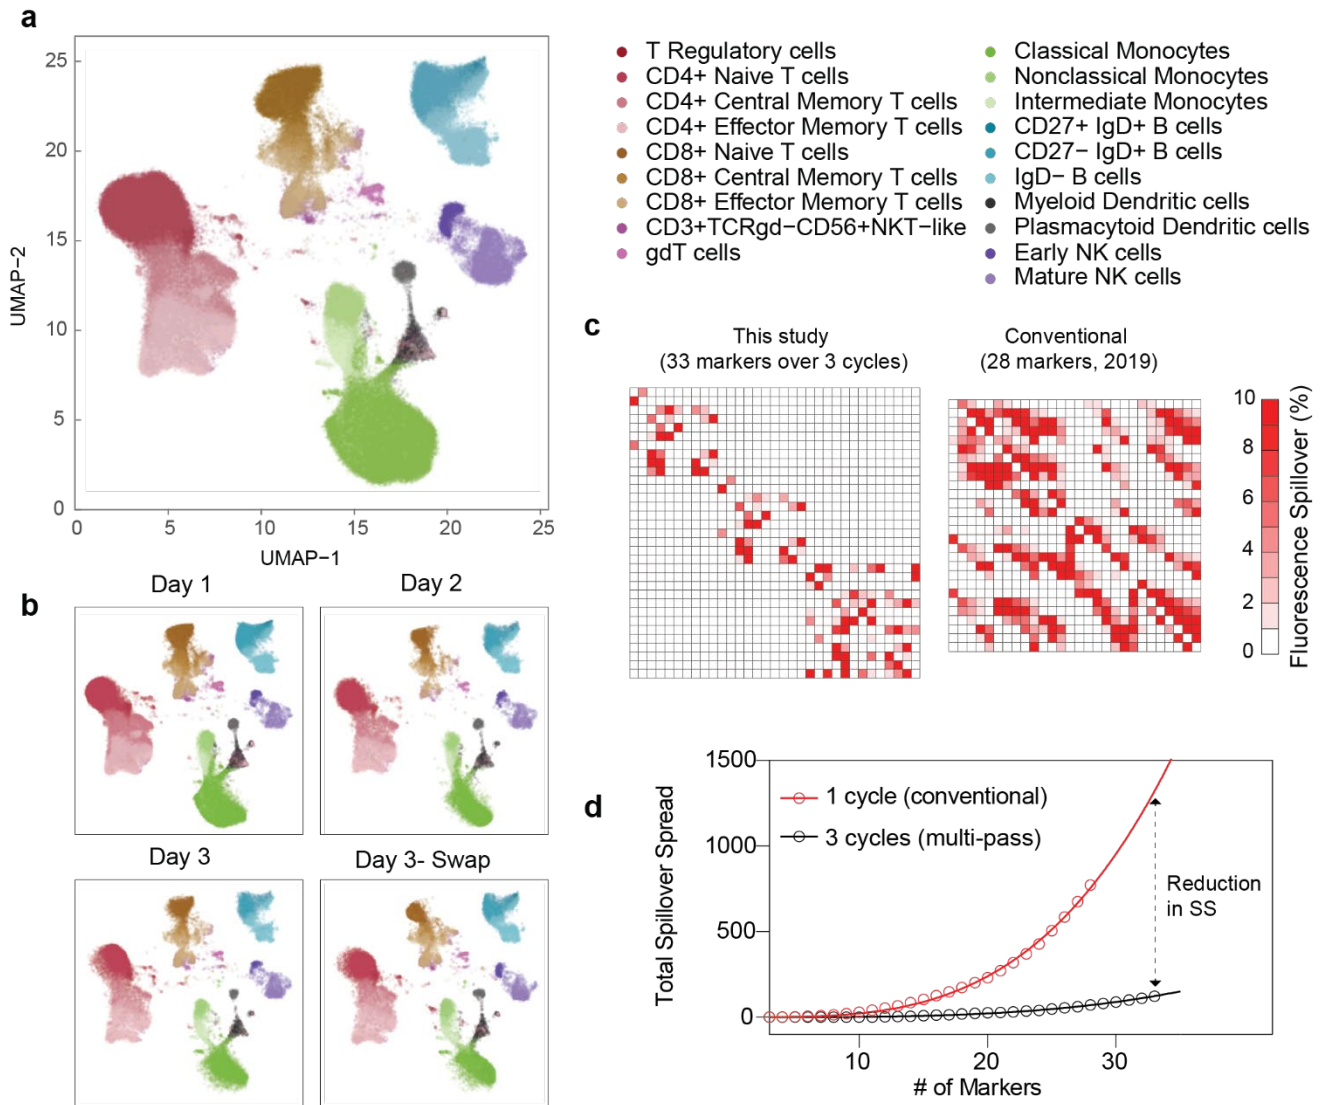 a
25
20
15
10
5
0
0
5
10
15
20
25
UMAP-2
UMAP-1
T Regulatory cells
CD4+ Naive T cells
CD4+ Central Memory T cells
CD4+ Effector Memory T cells
CD8+ Naive T cells
CD8+ Central Memory T cells
CD8+ Effector Memory T cells
CD3+TCRgd-CD56+NKT-like
gdT cells
Classical Monocytes
Nonclassical Monocytes
Intermediate Monocytes
CD27+ IgD+ B cells
CD27- IgD+ B cells
IgD- B cells
Myeloid Dendritic cells
Plasmacytoid Dendritic cells
Early NK cells
Mature NK cells
b
Day 1
Day 2
Day 3
Day 3- Swap
c
This study
(33 markers over 3 cycles)
Conventional
(28 markers, 2019)
10
8
6
4
2
0
Fluorescence Spillover (%)
d
1500
1000
500
0
10
20
30
Total Spillover Spread
# of Markers
1 cycle (conventional)
3 cycles (multi-pass)
Reduction
in SS